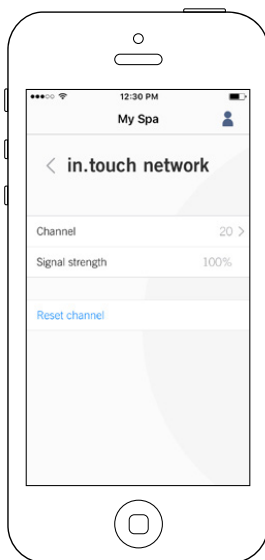 12:30 PM
My Spa
in.touch network
Channel 20
Signal strength 100%
Reset channel